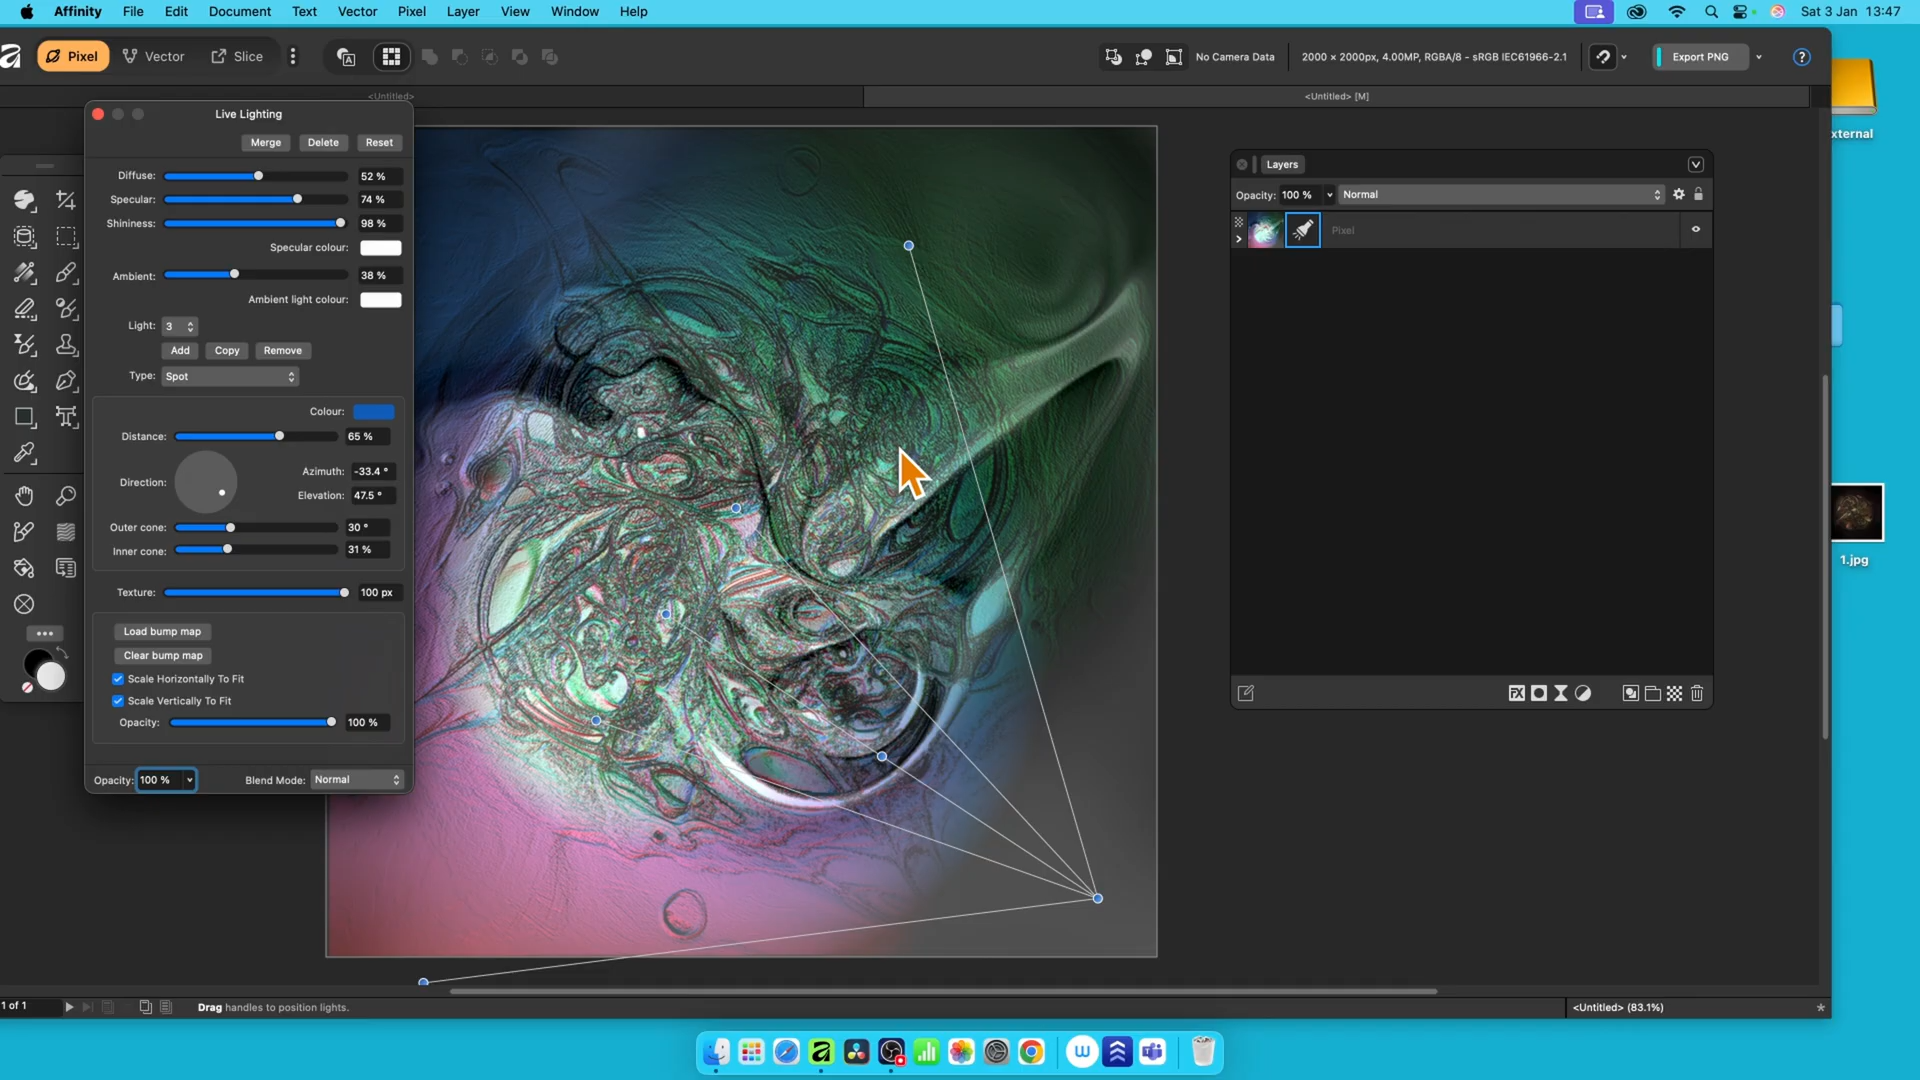 Affinity File Edit Document Text Vector Pixel Layer View Window Help Sat 3 Jan 13:47
Pixel Vector Slice No Camera Data 2000 × 2000px, 4.00MP, RGBA/8 - sRGB IEC61966-2.1 Export PNG
<Untitled> <Untitled> [M]
xternal
1.jpg
Live Lighting
Merge Delete Reset
Diffuse: 52 %
Specular: 74 %
Shininess: 98 %
Specular colour:
Ambient: 38 %
Ambient light colour:
Light: 3
Add Copy Remove
Type: Spot
Colour:
Distance: 65 %
Azimuth: -33.4 °
Direction:
Elevation: 47.5 °
Outer cone: 30 °
Inner cone: 31 %
Texture: 100 px
Load bump map
Clear bump map
Scale Horizontally To Fit
Scale Vertically To Fit
Opacity: 100 %
Opacity: 100 % Blend Mode: Normal
Layers
Opacity: 100 % Normal
Pixel
1 of 1 Drag handles to position lights. <Untitled> (83.1%)